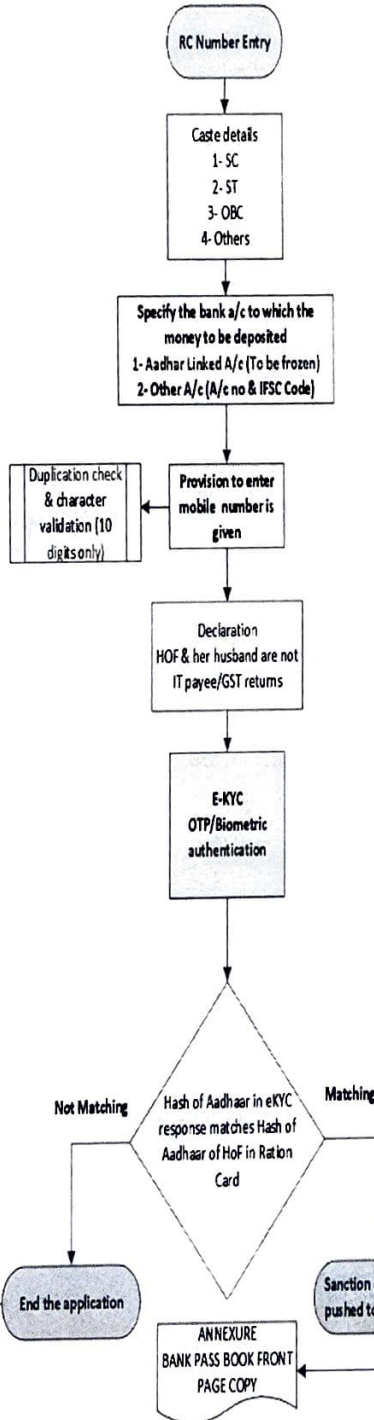 RC Number Entry
Caste details
1- SC
2- ST
3- OBC
4- Others
Specify the bank a/c to which the
money to be deposited
1- Aadhar Linked A/c (To be frozen)
2- Other A/c (A/c no & IFSC Code)
Duplication check
& character
validation (10
digits only)
Provision to enter
mobile number is
given
Declaration
HOF & her husband are not
IT payee/GST returns
E-KYC
OTP/Biometric
authentication
Not Matching
Matching
Hash of Aadhaar in eKYC
response matches Hash of
Aadhaar of HoF in Ration
Card
End the application
Sanction
pushed to
ANNEXURE
BANK PASS BOOK FRONT
PAGE COPY